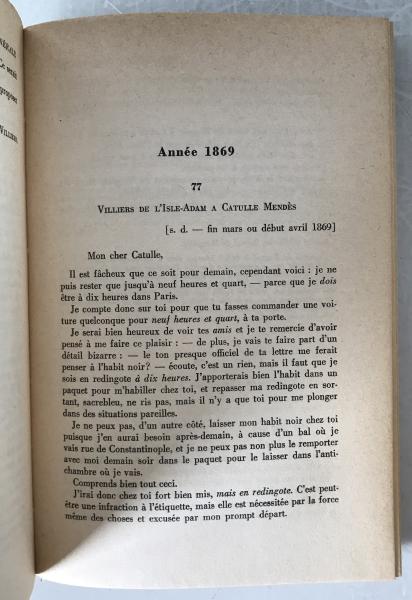 NÉRALE
Ce serait
proposer
VILLIERS
Année 1869
77
VILLIERS DE L'ISLE-ADAM A CATULLE MENDÈS
[s. d. — fin mars ou début avril 1869]
Mon cher Catulle,
Il est fâcheux que ce soit pour demain, cependant voici : je ne
puis rester que jusqu'à neuf heures et quart, — parce que je dois
être à dix heures dans Paris.
Je compte donc sur toi pour que tu fasses commander une voi-
ture quelconque pour neuf heures et quart, à ta porte.
Je serai bien heureux de voir tes amis et je te remercie d'avoir
pensé à me faire ce plaisir : — de plus, je vais te faire part d'un
détail bizarre : — le ton presque officiel de ta lettre me ferait
penser à l'habit noir? — écoute, c'est un rien, mais il faut que je
sois en redingote à dix heures. J'apporterais bien l'habit dans un
paquet pour m'habiller chez toi, et repasser ma redingote en sor-
tant, sacrebleu, ne ris pas, mais il n'y a que toi pour me plonger
dans des situations pareilles.
Je ne peux pas, d'un autre côté, laisser mon habit noir chez toi
puisque j'en aurai besoin après-demain, à cause d'un bal où je
vais rue de Constantinople, et je ne peux pas non plus le remporter
avec moi demain soir dans le paquet pour le laisser dans l'anti-
chambre où je vais.
Comprends bien tout ceci.
J'irai donc chez toi fort bien mis, mais en redingote. C'est peut-
être une infraction à l'étiquette, mais elle est nécessitée par la force
même des choses et excusée par mon prompt départ.